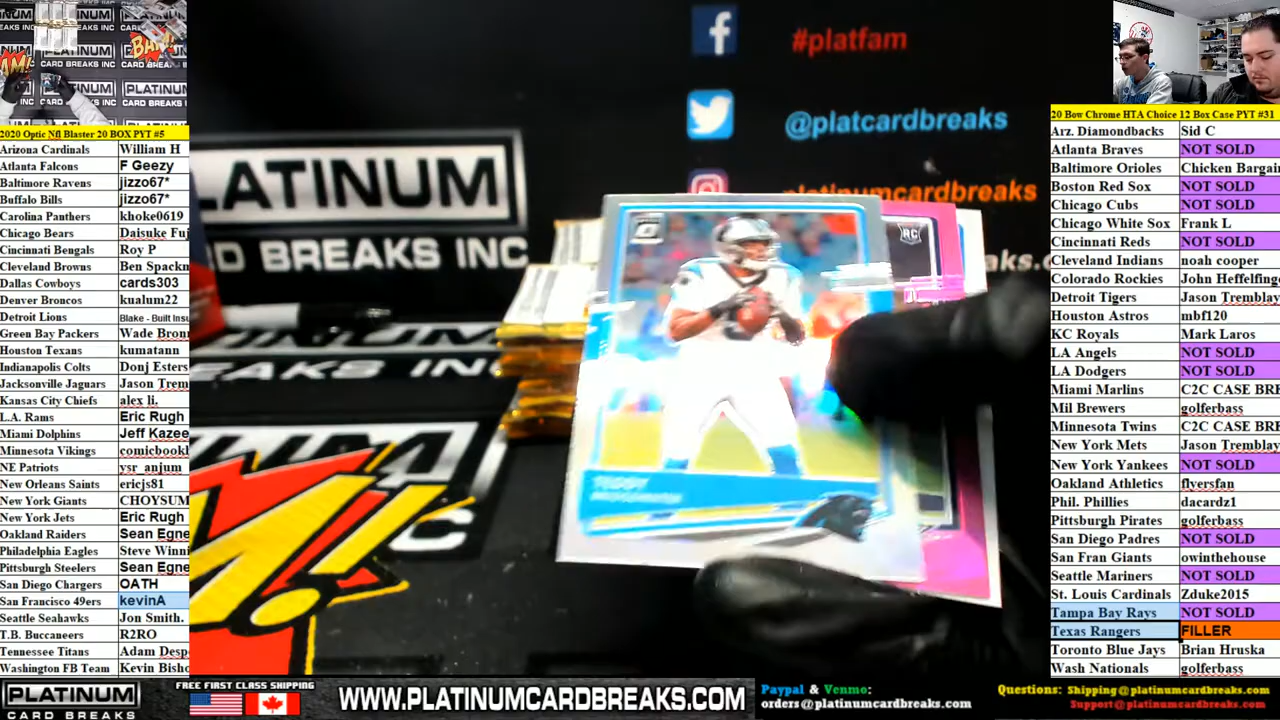 PLATINUM
CARD BREAKS INC
BAM!
2020 Optic Nfl Blaster 20 BOX PYT #5
Arizona Cardinals William H
Atlanta Falcons F Geezy
Baltimore Ravens jizzo67*
Buffalo Bills jizzo67*
Carolina Panthers khoke0619
Chicago Bears Daisuke Fuj
Cincinnati Bengals Roy P
Cleveland Browns Ben Spackn
Dallas Cowboys cards303
Denver Broncos kualum22
Detroit Lions Blake - Built Insu
Green Bay Packers Wade Bron
Houston Texans kumatann
Indianapolis Colts Donj Esters
Jacksonville Jaguars Jason Trem
Kansas City Chiefs alex li.
L.A. Rams Eric Rugh
Miami Dolphins Jeff Kazee
Minnesota Vikings comicbookl
NE Patriots ysr_anjum
New Orleans Saints ericjs81
New York Giants CHOYSUM
New York Jets Eric Rugh
Oakland Raiders Sean Egne
Philadelphia Eagles Steve Winni
Pittsburgh Steelers Sean Egne
San Diego Chargers OATH
San Francisco 49ers kevinA
Seattle Seahawks Jon Smith.
T.B. Buccaneers R2RO
Tennessee Titans Adam Desp
Washington FB Team Kevin Bisho
#platfam
@platcardbreaks
platinumcardbreaks
LATINUM
D BREAKS INC
RC
TEDDY
20 Bow Chrome HTA Choice 12 Box Case PYT #31
Arz. Diamondbacks Sid C
Atlanta Braves NOT SOLD
Baltimore Orioles Chicken Bargai
Boston Red Sox NOT SOLD
Chicago Cubs NOT SOLD
Chicago White Sox Frank L
Cincinnati Reds NOT SOLD
Cleveland Indians noah cooper
Colorado Rockies John Heffelfing
Detroit Tigers Jason Tremblay
Houston Astros mbf120
KC Royals Mark Laros
LA Angels NOT SOLD
LA Dodgers NOT SOLD
Miami Marlins C2C CASE BRE
Mil Brewers golferbass
Minnesota Twins C2C CASE BRE
New York Mets Jason Tremblay
New York Yankees NOT SOLD
Oakland Athletics flyersfan
Phil. Phillies dacardz1
Pittsburgh Pirates golferbass
San Diego Padres NOT SOLD
San Fran Giants owinthehouse
Seattle Mariners NOT SOLD
St. Louis Cardinals Zduke2015
Tampa Bay Rays NOT SOLD
Texas Rangers FILLER
Toronto Blue Jays Brian Hruska
Wash Nationals golferbass
PLATINUM
CARD BREAKS
FREE FIRST CLASS SHIPPING
WWW.PLATINUMCARDBREAKS.COM
Paypal & Venmo:
orders@platinumcardbreaks.com
Questions: Shipping@platinumcardbreaks.com
Support@platinumcardbreaks.com